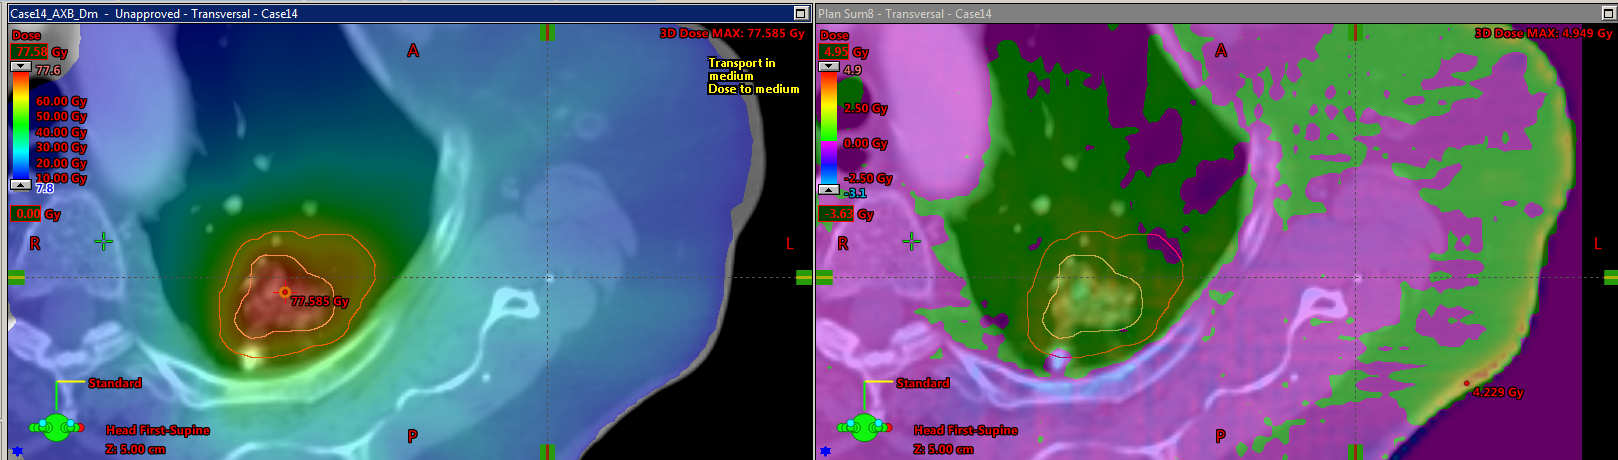 Case14_AXB_Dm - Unapproved - Transversal - Case14
Dose
77.58 Gy
77.6
60.00 Gy
50.00 Gy
40.00 Gy
30.00 Gy
20.00 Gy
10.00 Gy
7.8
0.00 Gy
A
3D Dose MAX: 77.585 Gy
Transport in
medium
Dose to medium
R
L
77.585 Gy
Standard
Head First-Supine
Z: 5.00 cm
P
Plan Sum8 - Transversal - Case14
Dose
4.95 Gy
4.9
2.50 Gy
0.00 Gy
-2.50 Gy
-3.1
-3.63 Gy
A
3D Dose MAX: 4.949 Gy
R
L
4.229 Gy
Standard
Head First-Supine
Z: 5.00 cm
P